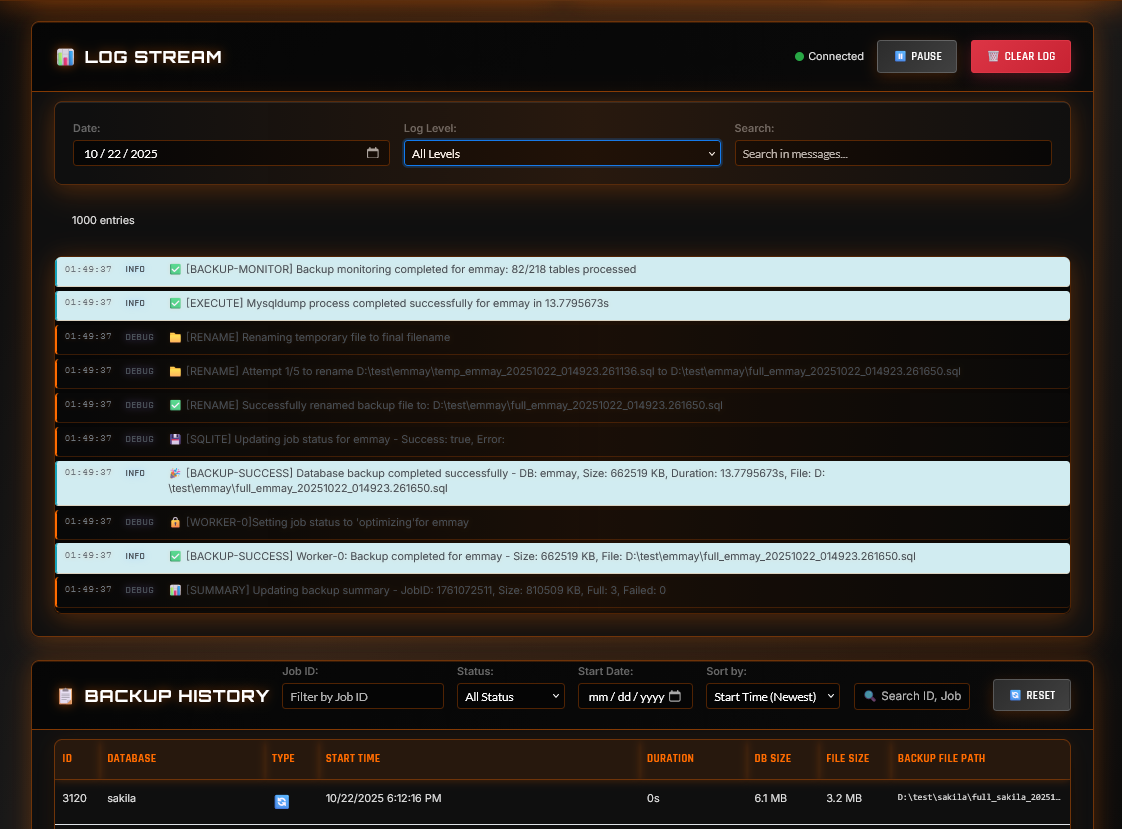 LOG STREAM
Connected
PAUSE
CLEAR LOG
Date:
Log Level:
Search:
10 / 22 / 2025
All Levels
Search in messages...
1000 entries
01:49:37 INFO [BACKUP-MONITOR] Backup monitoring completed for emmay: 82/218 tables processed
01:49:37 INFO [EXECUTE] Mysqldump process completed successfully for emmay in 13.7795673s
01:49:37 DEBUG [RENAME] Renaming temporary file to final filename
01:49:37 DEBUG [RENAME] Attempt 1/5 to rename D:\test\emmay\temp_emmay_20251022_014923.261136.sql to D:\test\emmay\full_emmay_20251022_014923.261650.sql
01:49:37 DEBUG [RENAME] Successfully renamed backup file to: D:\test\emmay\full_emmay_20251022_014923.261650.sql
01:49:37 DEBUG [SQLITE] Updating job status for emmay - Success: true, Error:
01:49:37 INFO [BACKUP-SUCCESS] Database backup completed successfully - DB: emmay, Size: 662519 KB, Duration: 13.7795673s, File: D:
\test\emmay\full_emmay_20251022_014923.261650.sql
01:49:37 DEBUG [WORKER-0]Setting job status to 'optimizing'for emmay
01:49:37 INFO [BACKUP-SUCCESS] Worker-0: Backup completed for emmay - Size: 662519 KB, File: D:\test\emmay\full_emmay_20251022_014923.261650.sql
01:49:37 DEBUG [SUMMARY] Updating backup summary - JobID: 1761072511, Size: 810509 KB, Full: 3, Failed: 0
BACKUP HISTORY
Job ID:
Filter by Job ID
Status:
All Status
Start Date:
mm / dd / yyyy
Sort by:
Start Time (Newest)
Search ID, Job
RESET
ID DATABASE TYPE START TIME DURATION DB SIZE FILE SIZE BACKUP FILE PATH
3120 sakila 10/22/2025 6:12:16 PM 0s 6.1 MB 3.2 MB D:\test\sakila\full_sakila_20251...